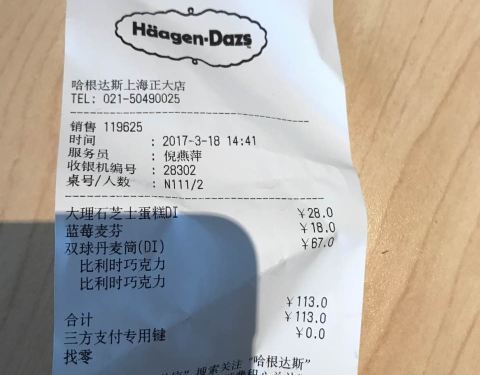 Häagen-Dazs
哈根达斯上海正大店
TEL: 021-50490025
销售 119625
时间 : 2017-3-18 14:41
服务员 : 倪燕萍
收银机编号 : 28302
桌号/人数 : N111/2
大理石芝士蛋糕DI ¥28.0
蓝莓麦芬 ¥18.0
双球丹麦筒(DI) ¥67.0
比利时巧克力
比利时巧克力
¥113.0
合计 ¥113.0
三方支付专用键 ¥0.0
找零
搜索关注"哈根达斯"